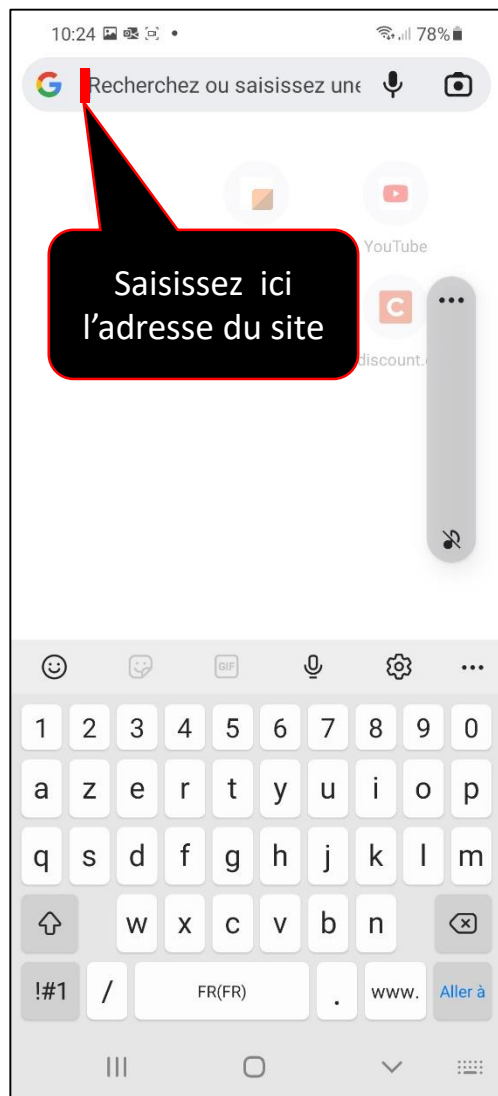 10:24 78%
Recherchez ou saisissez une
YouTube
Saisissez ici
l’adresse du site
discount.
GIF
1 2 3 4 5 6 7 8 9 0
a z e r t y u i o p
q s d f g h j k l m
w x c v b n
!#1 / FR(FR) . www. Aller à